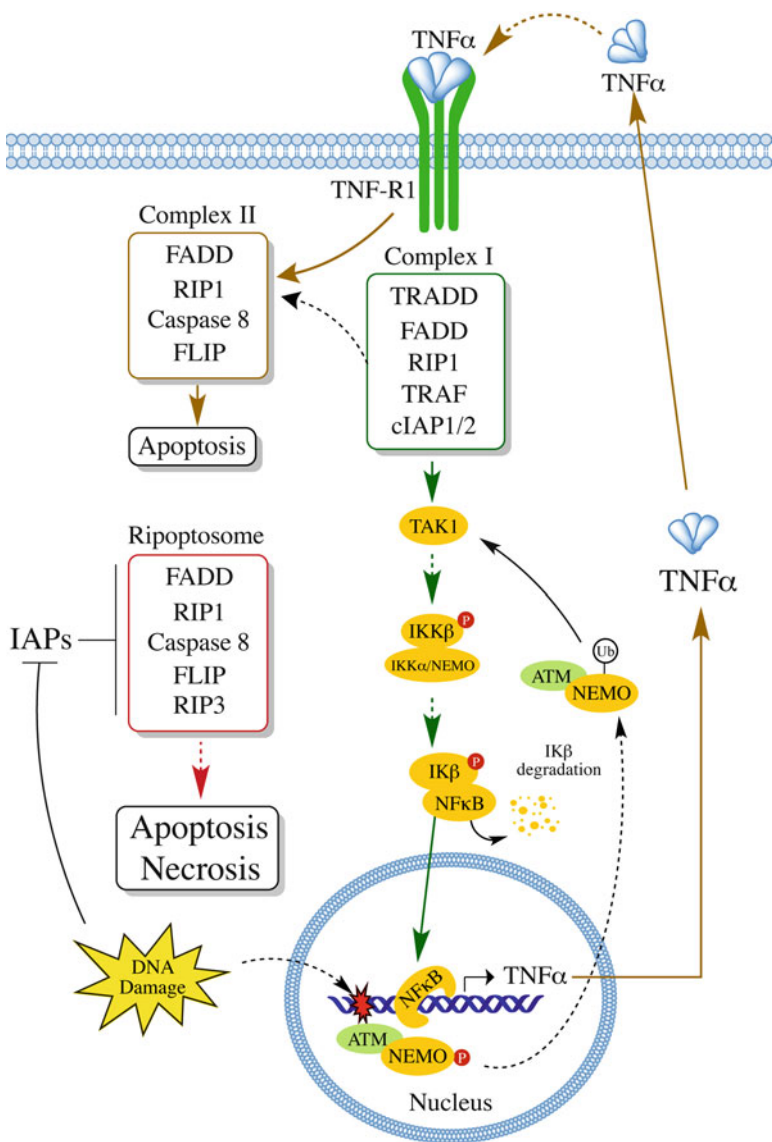 TNFα
TNFα
TNF-R1
Complex II
FADD
RIP1
Caspase 8
FLIP
Apoptosis
Complex I
TRADD
FADD
RIP1
TRAF
cIAP1/2
TAK1
Ripoptosome
FADD
RIP1
Caspase 8
FLIP
RIP3
IAPs
Apoptosis
Necrosis
IKKβ
P
IKKα/NEMO
IKβ
P
NFκB
IKβ
degradation
Ub
ATM
NEMO
TNFα
DNA
Damage
NFκB
TNFα
ATM
NEMO
P
Nucleus